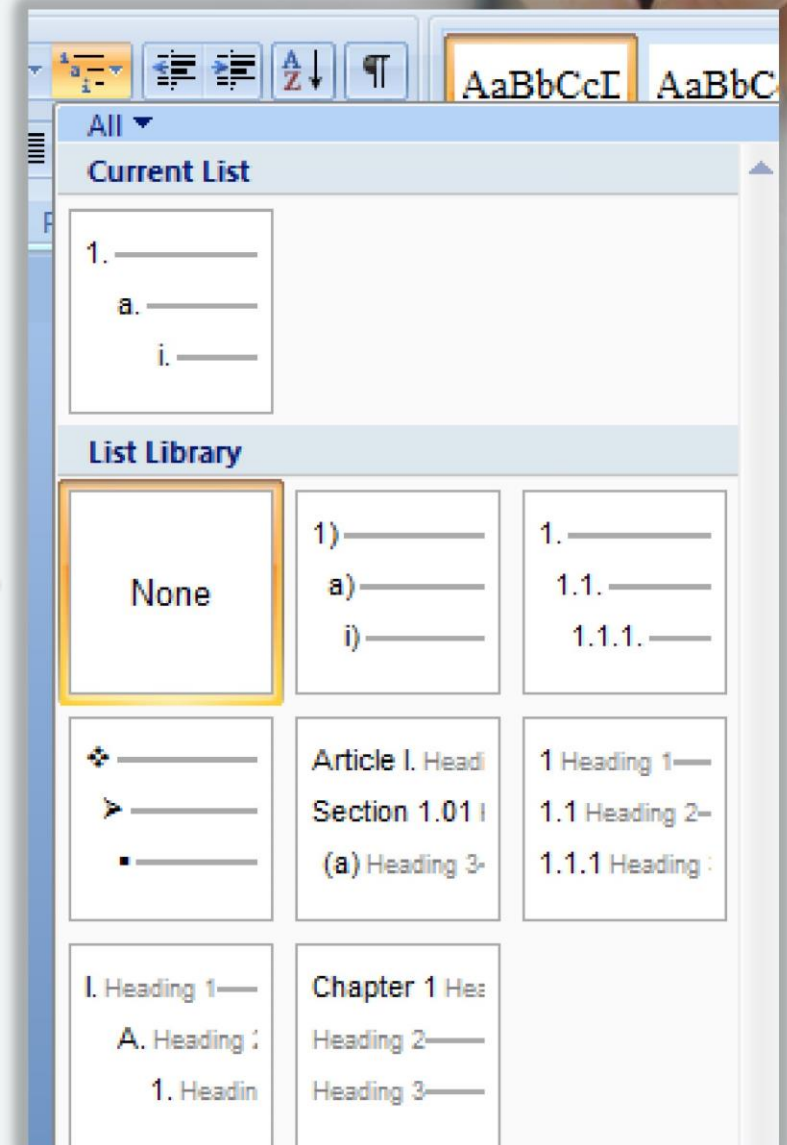 AaBbCcD AaBbC
All
Current List
1.
a.
i.
List Library
None
1)
a)
i)
1.
1.1.
1.1.1.
Article I. Headi
Section 1.01
(a) Heading 3
1 Heading 1
1.1 Heading 2
1.1.1 Heading
I. Heading 1
A. Heading
1. Headin
Chapter 1 Hea
Heading 2
Heading 3